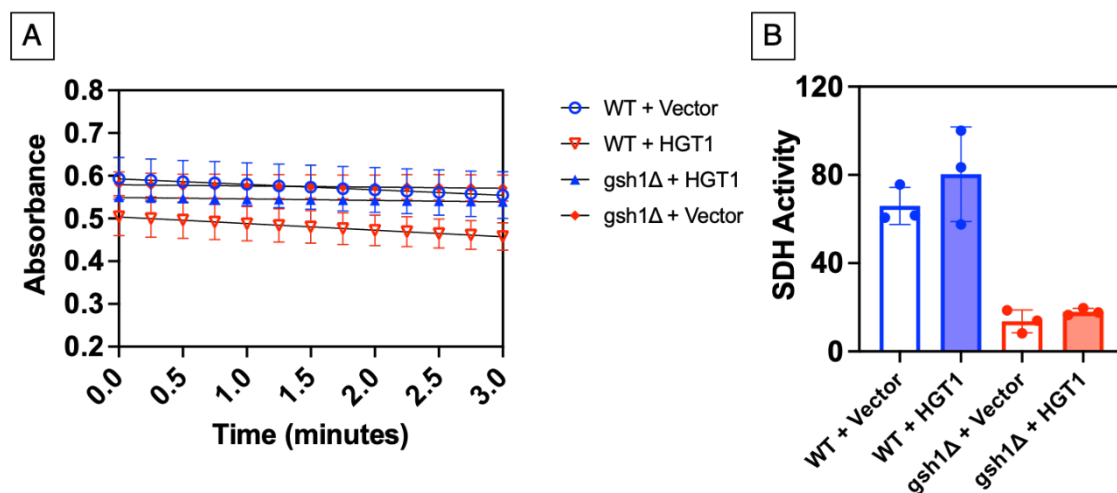 A
Absorbance
0.8
0.7
0.6
0.5
0.4
0.3
0.2
0.0
0.5
1.0
1.5
2.0
2.5
3.0
Time (minutes)
WT + Vector
WT + HGT1
gsh1Δ + HGT1
gsh1Δ + Vector
B
SDH Activity
120
80
40
0
WT + Vector
WT + HGT1
gsh1Δ + Vector
gsh1Δ + HGT1